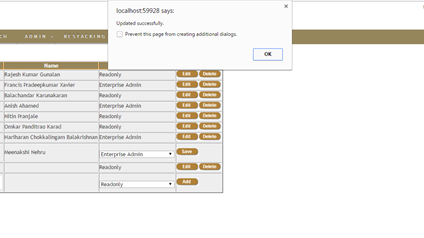 localhost:59928 says:
Updated successfully.
Prevent this page from creating additional dialogs.
OK
CH ADMIN RESTACKING
Name
Rajesh Kumar Gunalan Readonly Edit Delete
Francis Pradeepkumar Xavier Enterprise Admin Edit Delete
Balachandar Karunakaran Readonly Edit Delete
Anish Ahamed Enterprise Admin Edit Delete
Nitin Pranjale Readonly Edit Delete
Omkar Panditrao Karad Readonly Edit Delete
Hariharan Chokkalingam Balakrishnan Enterprise Admin Edit Delete
Meenakshi Nehru Enterprise Admin Save
Readonly Edit Delete
Readonly Add